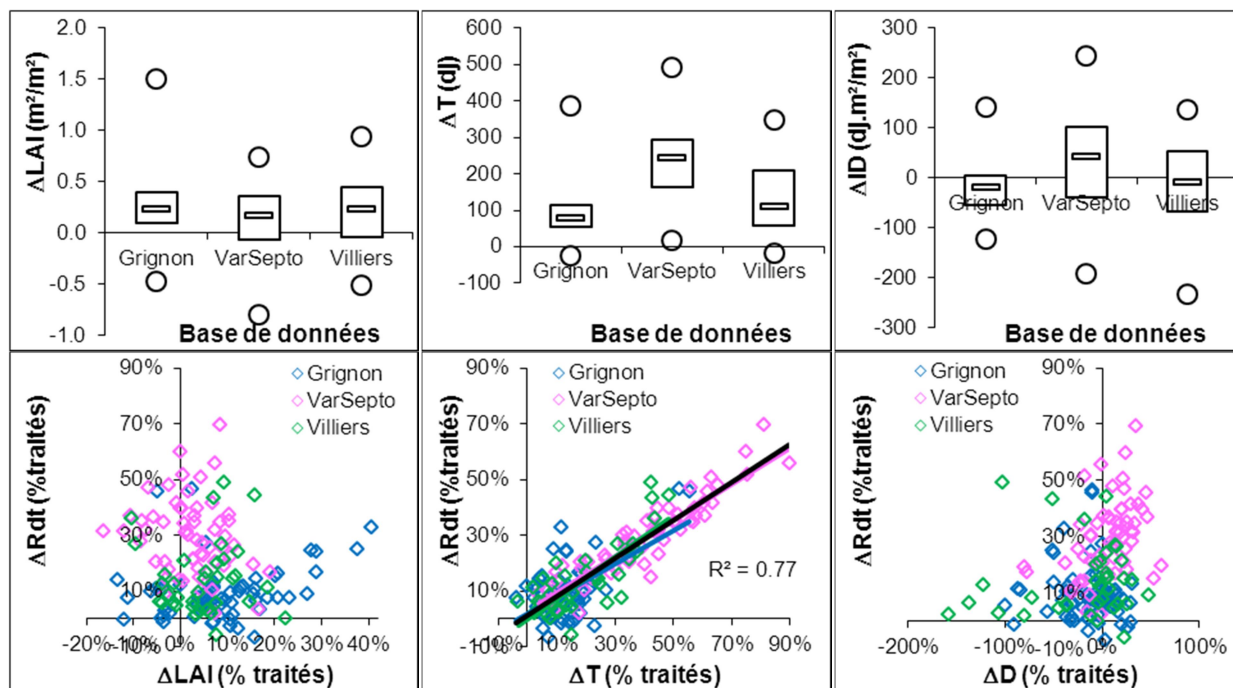 ΔLAI (m²/m²)
2.0
1.5
1.0
0.5
0.0
-0.5
-1.0
Grignon VarSepto Villiers
Base de données
ΔT (dj)
600
500
400
300
200
100
0
-100
Grignon VarSepto Villiers
Base de données
ΔID (dj.m²/m²)
300
200
100
0
-100
-200
-300
Grignon VarSepto Villiers
Base de données
ΔRdt (%traités)
90%
70%
50%
30%
10%
-10%
Grignon
VarSepto
Villiers
-20% -10% 0% 10% 20% 30% 40%
ΔLAI (% traités)
ΔRdt (%traités)
90%
70%
50%
30%
10%
-10%
Grignon
VarSepto
Villiers
R² = 0.77
-10% 10% 30% 50% 70% 90%
ΔT (% traités)
ΔRdt (%traités)
90%
70%
50%
30%
10%
-10%
Grignon
VarSepto
Villiers
-200% -100% 0% 100%
ΔD (% traités)